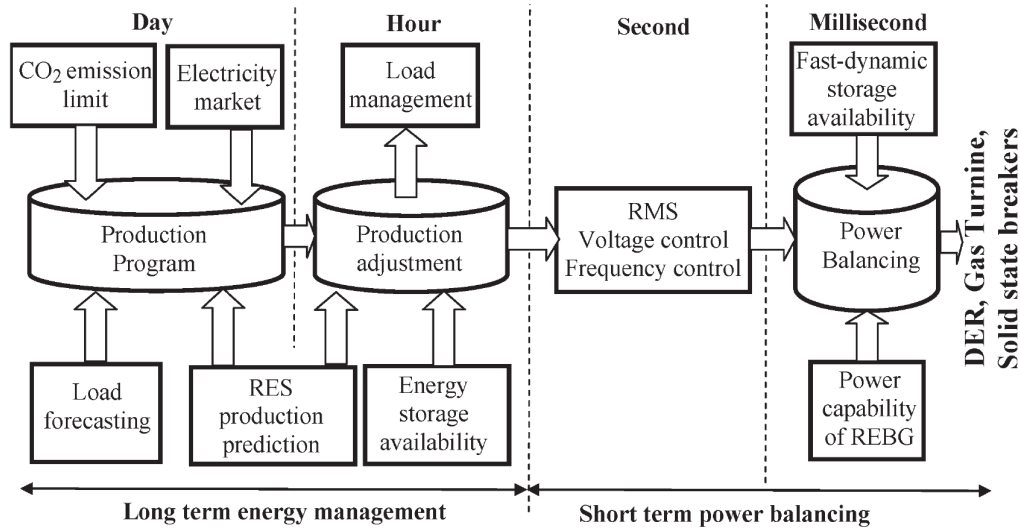 Day
Hour
Second
Millisecond
CO₂ emission
limit
Electricity
market
Load
management
Fast-dynamic
storage
availability
Production
Program
Production
adjustment
RMS
Voltage control
Frequency control
Power
Balancing
DER, Gas Turnine,
Solid state breakers
Load
forecasting
RES
production
prediction
Energy
storage
availability
Power
capability
of REBG
Long term energy management
Short term power balancing